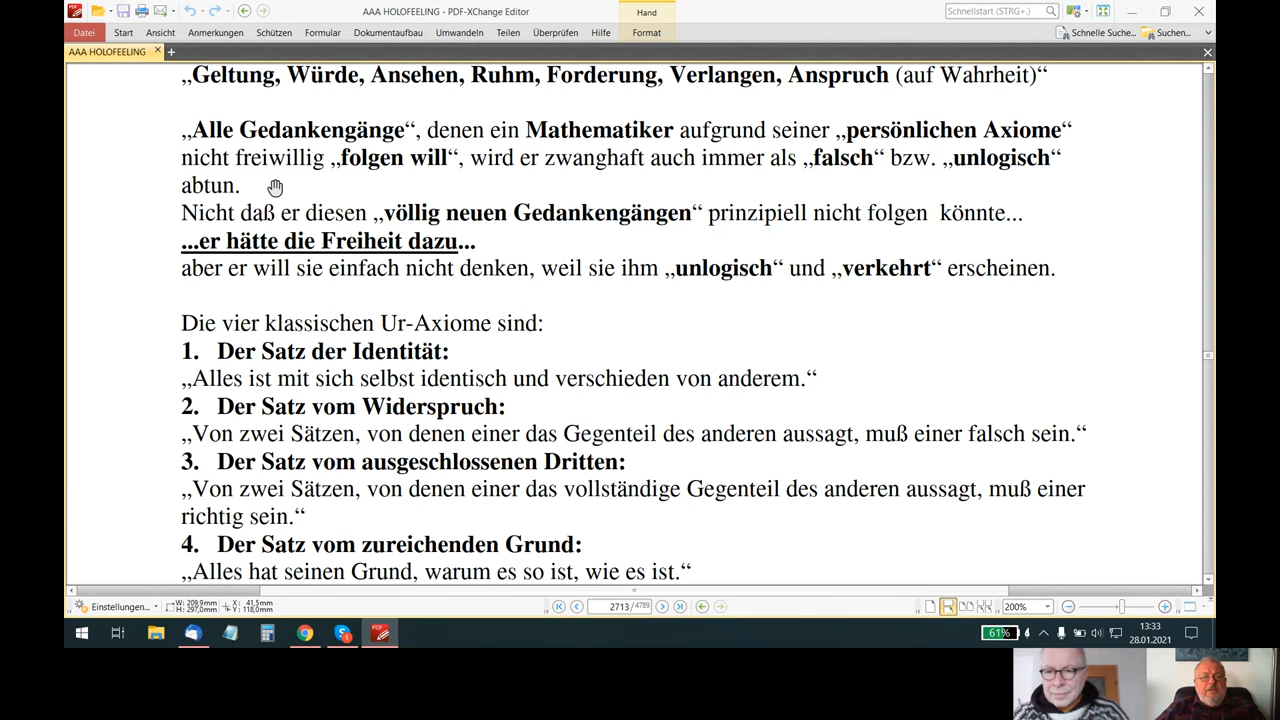 AAA HOLOFEELING - PDF-XChange Editor
Hand
Schnellstart (STRG+.)
Datei Start Ansicht Anmerkungen Schützen Formular Dokumentaufbau Umwandeln Teilen Überprüfen Hilfe Format
Schnelle Suche... Suchen...
AAA HOLOFEELING
„Geltung, Würde, Ansehen, Ruhm, Forderung, Verlangen, Anspruch (auf Wahrheit)“
„Alle Gedankengänge“, denen ein Mathematiker aufgrund seiner „persönlichen Axiome“
nicht freiwillig „folgen will“, wird er zwanghaft auch immer als „falsch“ bzw. „unlogisch“
abtun.
Nicht daß er diesen „völlig neuen Gedankengängen“ prinzipiell nicht folgen könnte...
...er hätte die Freiheit dazu...
aber er will sie einfach nicht denken, weil sie ihm „unlogisch“ und „verkehrt“ erscheinen.
Die vier klassischen Ur-Axiome sind:
1. Der Satz der Identität:
„Alles ist mit sich selbst identisch und verschieden von anderem.“
2. Der Satz vom Widerspruch:
„Von zwei Sätzen, von denen einer das Gegenteil des anderen aussagt, muß einer falsch sein.“
3. Der Satz vom ausgeschlossenen Dritten:
„Von zwei Sätzen, von denen einer das vollständige Gegenteil des anderen aussagt, muß einer
richtig sein.“
4. Der Satz vom zureichenden Grund:
„Alles hat seinen Grund, warum es so ist, wie es ist.“
Einstellungen... W: 209,9mm X: 41,5mm
H: 297,0mm Y: 118,0mm
2713 / 4789
200%
61%
13:33
28.01.2021